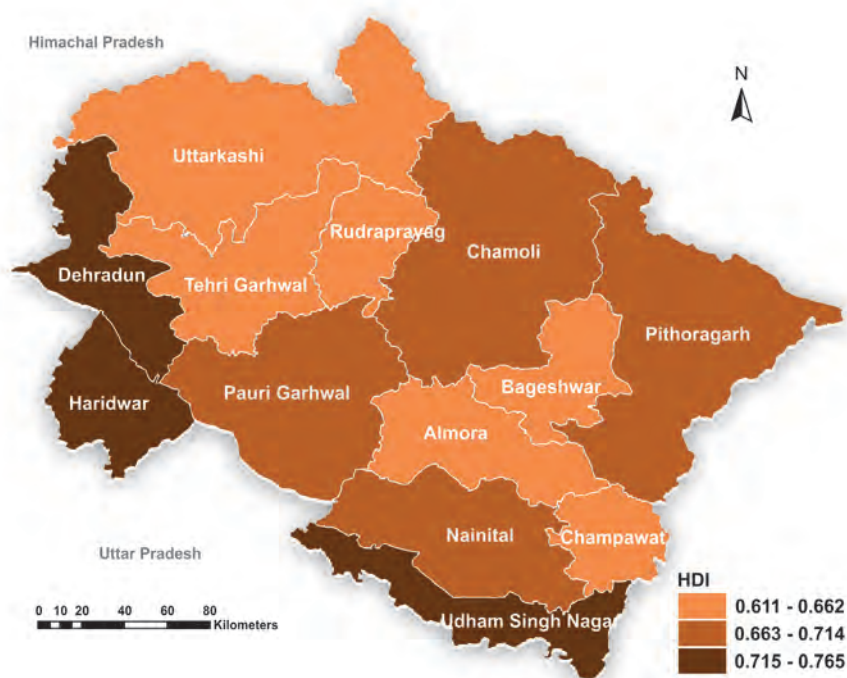 Himachal Pradesh
N
Uttarkashi
Rudraprayag
Chamoli
Dehradun
Tehri Garhwal
Pithoragarh
Pauri Garhwal
Bageshwar
Haridwar
Almora
Nainital
Champawat
Uttar Pradesh
HDI
0.611 - 0.662
0 10 20 40 60 80
Kilometers
Udham Singh Nagar
0.663 - 0.714
0.715 - 0.765